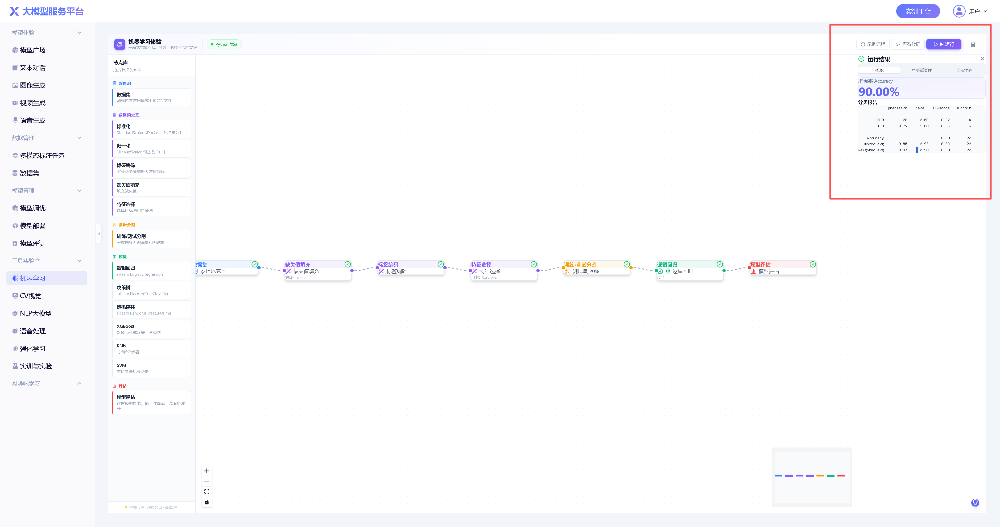 大模型服务平台
实训平台
用户
模型体验
模型广场
文本对话
图像生成
视频生成
语音生成
数据管理
多模态标注任务
数据集
模型管理
模型调优
模型部署
模型评测
工具实验室
机器学习
CV视觉
NLP大模型
语音处理
强化学习
实训与实验
AI趣味学习
机器学习体验
一站式完成回归、分类、聚类全流程实验
Python 就绪
示例流程
查看代码
▶ 运行
节点库
拖拽节点到画布
数据源
数据集
加载内置数据集或上传CSV文件
数据预处理
标准化
StandardScaler: 均值为0，标准差为1
归一化
MinMaxScaler: 缩放到 [0, 1]
标签编码
将分类特征转换为数值编码
缺失值填充
填充缺失值
特征选择
选择目标列和特征列
数据分割
训练/测试分割
将数据分为训练集和测试集
模型
逻辑回归
sklearn LogisticRegression
决策树
sklearn DecisionTreeClassifier
随机森林
sklearn RandomForestClassifier
XGBoost
XGBoost 梯度提升分类器
KNN
K近邻分类器
SVM
支持向量机分类器
评估
模型评估
评估模型性能，输出准确率、混淆矩阵
等
拖拽节点 · 连接端口 · 点击运行
数据集
泰坦尼克号
缺失值填充
缺失值填充
策略: mean
标签编码
标签编码
特征选择
特征选择
目标: Survived
训练/测试分割
测试集 20%
逻辑回归
LR 逻辑回归
C=1
模型评估
模型评估
运行结果
概览 特征重要性 混淆矩阵
准确率 Accuracy
90.00%
分类报告
precision recall f1-score support
0.0 1.00 0.86 0.92 14
1.0 0.75 1.00 0.86 6
accuracy 0.90 20
macro avg 0.88 0.93 0.89 20
weighted avg 0.93 0.90 0.90 20